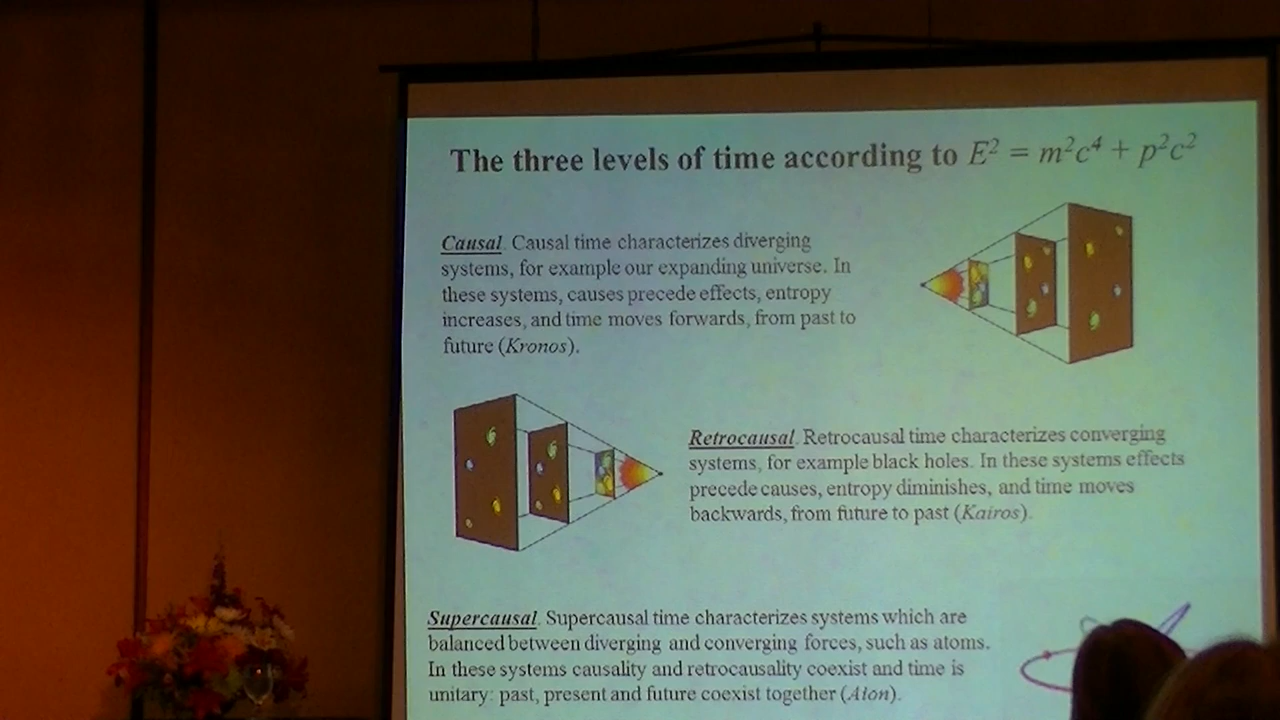 The three levels of time according to E² = m²c⁴ + p²c²
Causal. Causal time characterizes diverging
systems, for example our expanding universe. In
these systems, causes precede effects, entropy
increases, and time moves forwards, from past to
future (Kronos).
Retrocausal. Retrocausal time characterizes converging
systems, for example black holes. In these systems effects
precede causes, entropy diminishes, and time moves
backwards, from future to past (Kairos).
Supercausal. Supercausal time characterizes systems which are
balanced between diverging and converging forces, such as atoms.
In these systems causality and retrocausality coexist and time is
unitary: past, present and future coexist together (Aion).